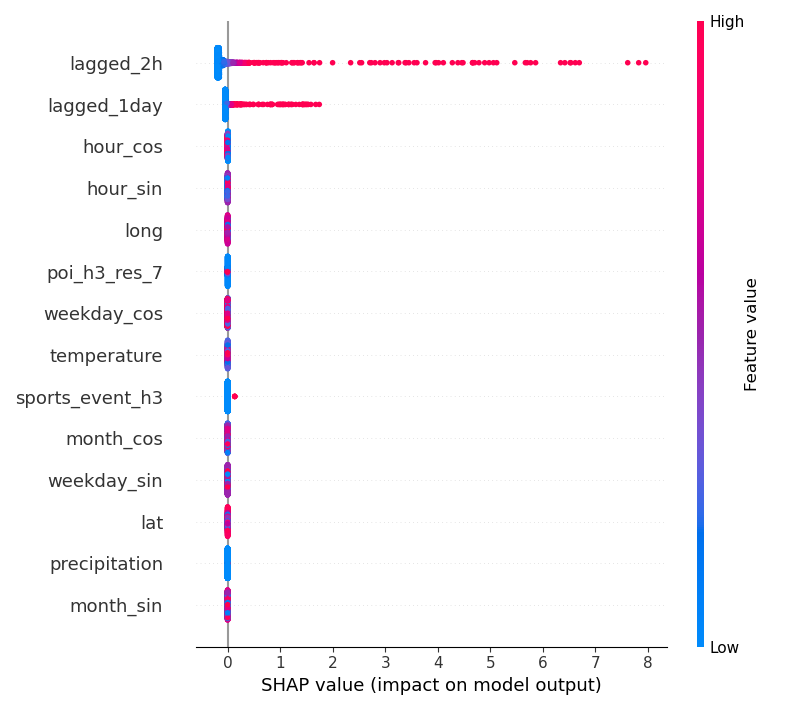 High
lagged_2h
lagged_1day
hour_cos
hour_sin
long
poi_h3_res_7
weekday_cos
temperature
sports_event_h3
month_cos
weekday_sin
lat
precipitation
month_sin
Feature value
Low
0 1 2 3 4 5 6 7 8
SHAP value (impact on model output)